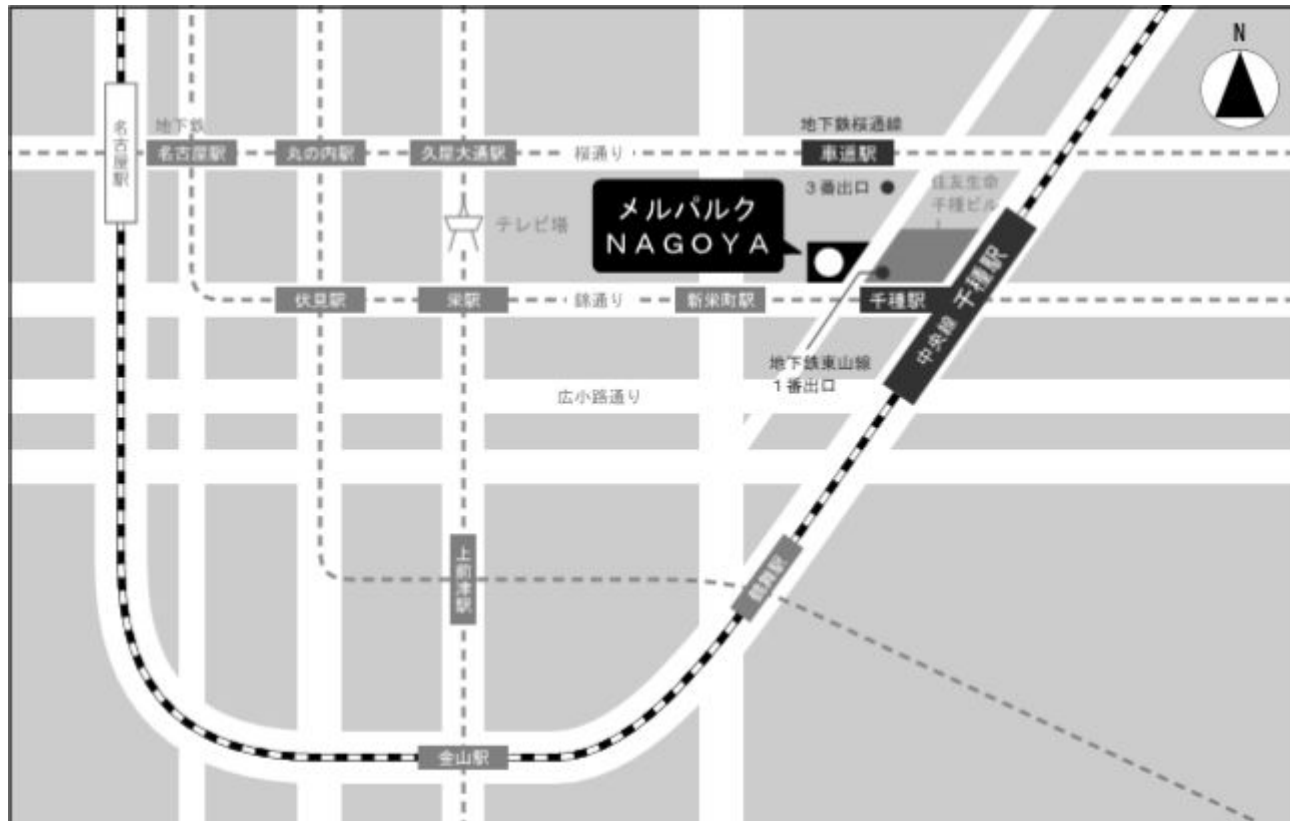 N
地下鉄桜通線
地下鉄
名古屋駅
名古屋駅
丸の内駅
久屋大通駅
桜通り
車道駅
3番出口
住友生命
千種ビル
メルパルク
NAGOYA
テレビ塔
伏見駅
栄駅
錦通り
新栄町駅
千種駅
中央線 千種駅
地下鉄東山線
1番出口
広小路通り
上前津駅
鶴舞駅
金山駅